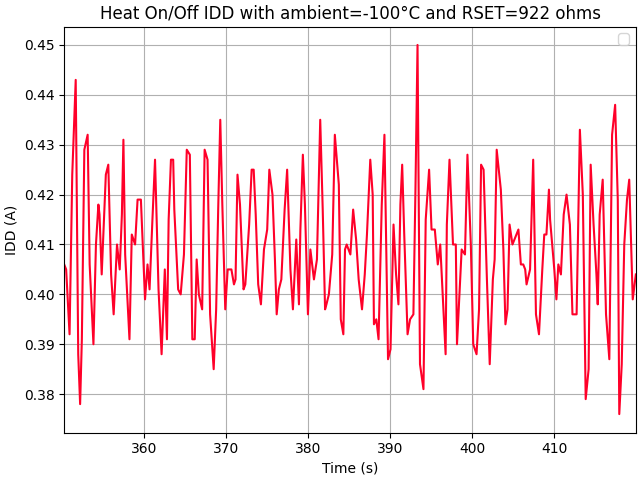 Heat On/Off IDD with ambient=-100°C and RSET=922 ohms
IDD (A)
0.45
0.44
0.43
0.42
0.41
0.40
0.39
0.38
360 370 380 390 400 410
Time (s)